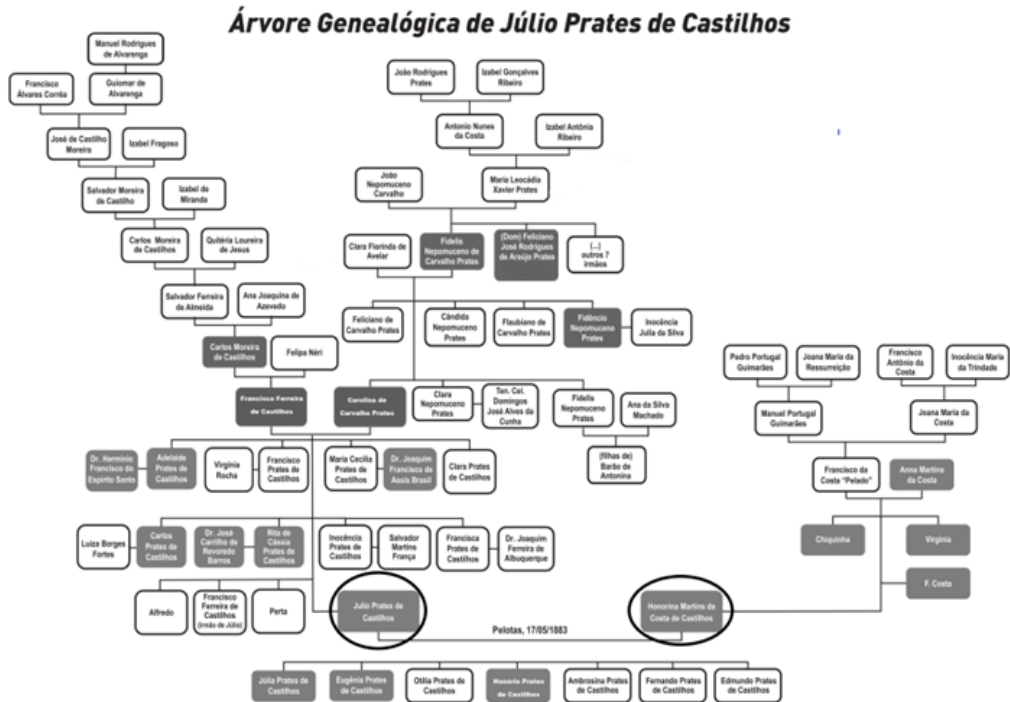 Árvore Genealógica de Júlio Prates de Castilhos
Manuel Rodrigues
de Alvarenga
Francisco
Álvares Corrêa
Guiomar de
Alvarenga
João Rodrigues
Prates
Izabel Gonçalves
Ribeiro
José de Castilho
Moreira
Izabel Fragoso
Antonio Nunes
da Costa
Izabel Antônia
Ribeiro
Salvador Moreira
de Castilho
Izabel de
Miranda
João
Nepomuceno
Carvalho
Maria Leocádia
Xavier Prates
Carlos Moreira
de Castilhos
Quitéria Loureira
de Jesus
Clara Florinda de
Avelar
Fidelis
Nepomuceno de
Carvalho Prates
(Dom) Feliciano
José Rodrigues
de Araújo Prates
(...)
outros 7
irmãos
Salvador Ferreira
de Almeida
Ana Joaquina de
Azevedo
Feliciano de
Carvalho Prates
Cândida
Nepomuceno
Prates
Flaubiano de
Carvalho Prates
Fidêncio
Nepomuceno
Prates
Inocência
Julia da Silva
Carlos Moreira
de Castilhos
Felipa Néri
Pedro Portugal
Guimarães
Joana Maria da
Ressurreição
Francisco
Antônio da
Costa
Inocência Maria
da Trindade
Francisco Ferreira
de Castilhos
Carolina de
Carvalho Prates
Clara
Nepomuceno
Prates
Ten. Cel.
Domingos
José Alves da
Cunha
Fidelis
Nepomuceno
Prates
Ana da Silva
Machado
Manuel Portugal
Guimarães
Joana Maria da
Costa
Dr. Hermínio
Francisco do
Espírito Santo
Adelaide
Prates de
Castilhos
Virgínia
Rocha
Francisco
Prates de
Castilhos
Maria Cecília
Prates de
Castilhos
Dr. Joaquim
Francisco de
Assis Brasil
Clara Prates
de Castilhos
(filhas de)
Barão de
Antonina
Francisco da
Costa "Pelado"
Anna Martins
da Costa
Luiza Borges
Fortes
Carlos
Prates de
Castilhos
Dr. José
Carrilho de
Revoredo
Barros
Rita de
Cássia
Prates de
Castilhos
Inocência
Prates de
Castilhos
Salvador
Martins
França
Francisca
Prates de
Castilhos
Dr. Joaquim
Ferreira de
Albuquerque
Chiquinha
Virgínia
F. Costa
Alfredo
Francisco
Ferreira de
Castilhos
(irmão de Júlio)
Perta
Julio Prates de
Castilhos
Honorina Martins da
Costa de Castilhos
Pelotas, 17/05/1883
Júlia Prates de
Castilhos
Eugênia Prates de
Castilhos
Otilia Prates de
Castilhos
Honório Prates
de Castilhos
Ambrosina Prates
de Castilhos
Fernando Prates
de Castilhos
Edmundo Prates
de Castilhos